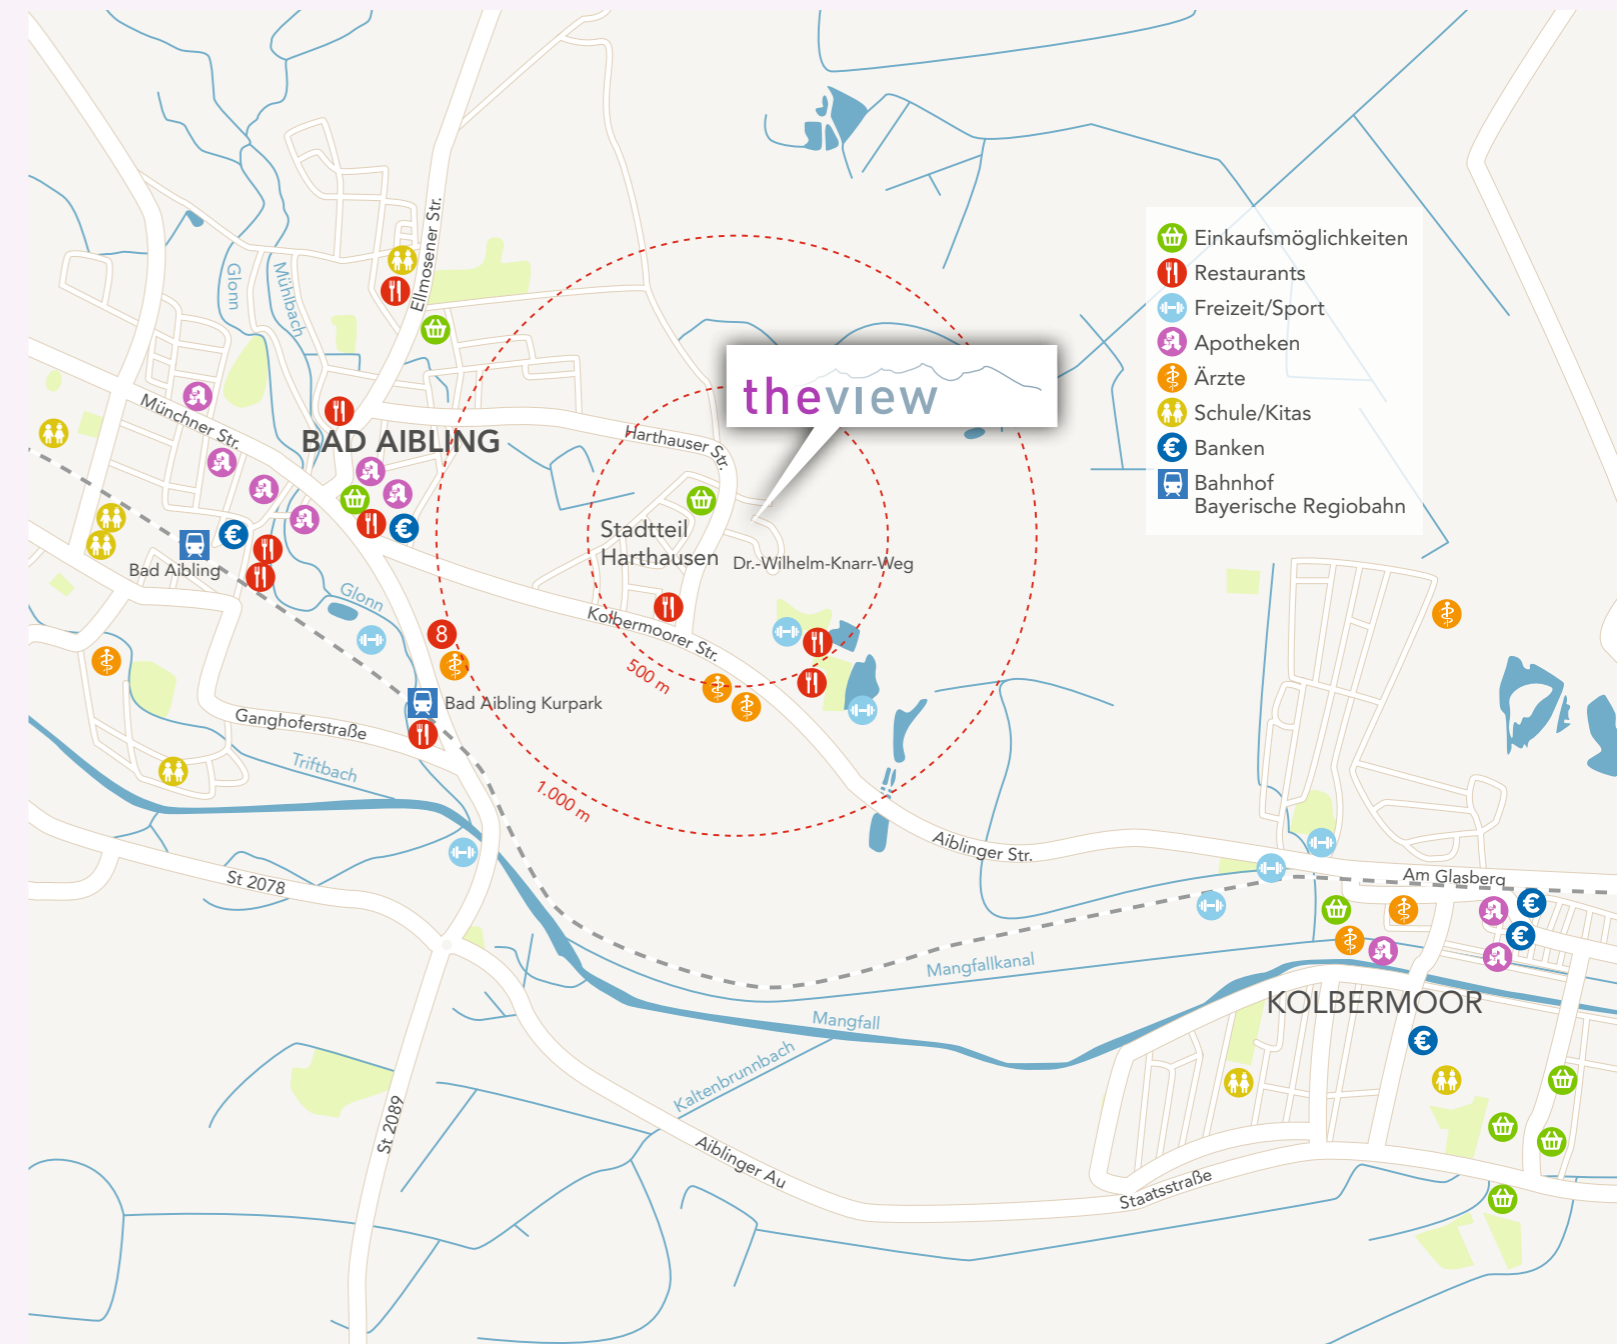 Ellmosener Str.
Glonn
Mühlbach
Einkaufsmöglichkeiten
Restaurants
Freizeit/Sport
Apotheken
Ärzte
Schule/Kitas
Banken
Bahnhof
Bayerische Regiobahn
theview
Münchner Str.
BAD AIBLING
Harthauser Str.
Stadtteil
Harthausen
Dr.-Wilhelm-Knarr-Weg
Bad Aibling
Glonn
Kolbermoorer Str.
8
500 m
Bad Aibling Kurpark
Ganghoferstraße
Triftbach
1.000 m
Aiblinger Str.
St 2078
Am Glasberg
Mangfallkanal
KOLBERMOOR
Mangfall
Kaltenbrunnbach
St 2089
Aiblinger Au
Staatsstraße